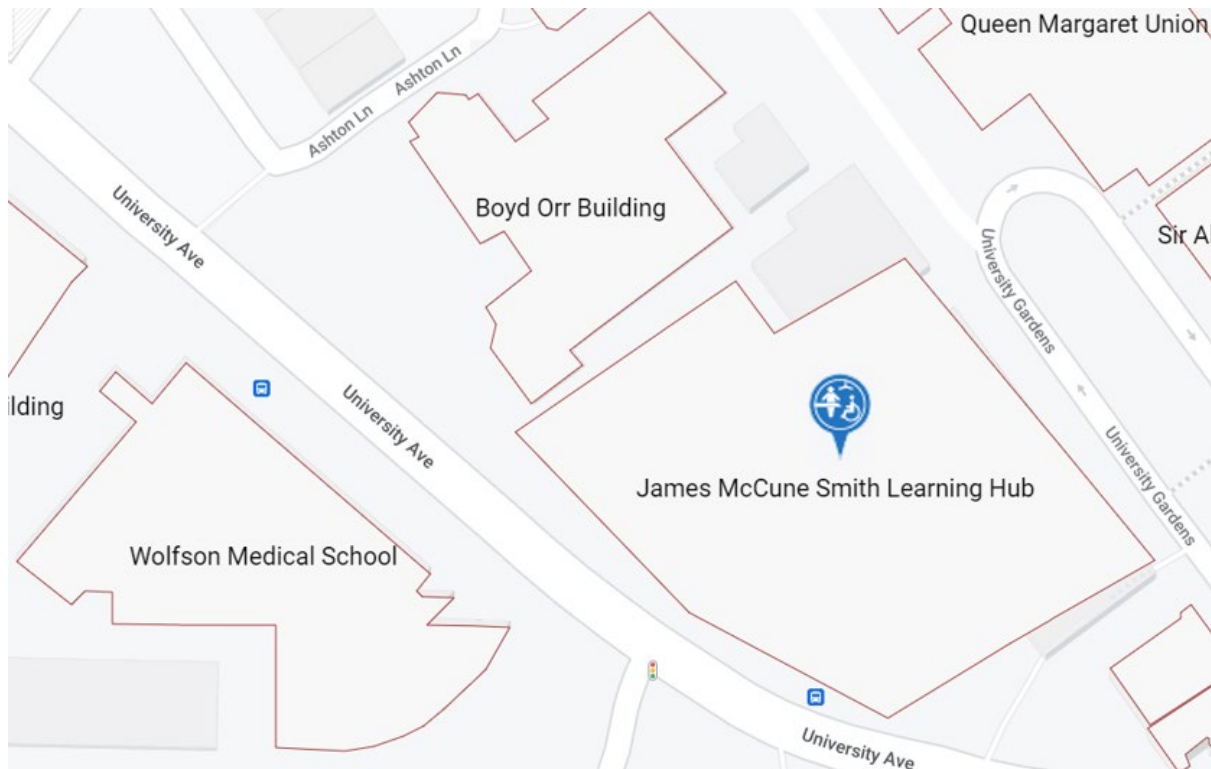 Queen Margaret Union
Ashton Ln
Ashton Ln
University Ave
Boyd Orr Building
University Gardens
Sir Al
ilding
University Ave
University Gardens
James McCune Smith Learning Hub
Wolfson Medical School
University Ave